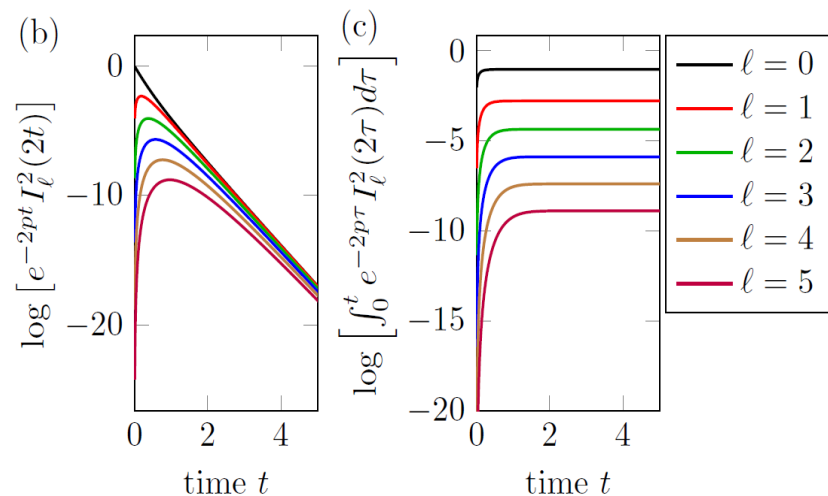 (b)
log [e^{−2pt} I_ℓ^2(2t)]
0
−10
−20
0 2 4
time t
(c)
log [∫_0^t e^{−2pτ} I_ℓ^2(2τ)dτ]
0
−5
−10
−15
−20
0 2 4
time t
ℓ = 0
ℓ = 1
ℓ = 2
ℓ = 3
ℓ = 4
ℓ = 5